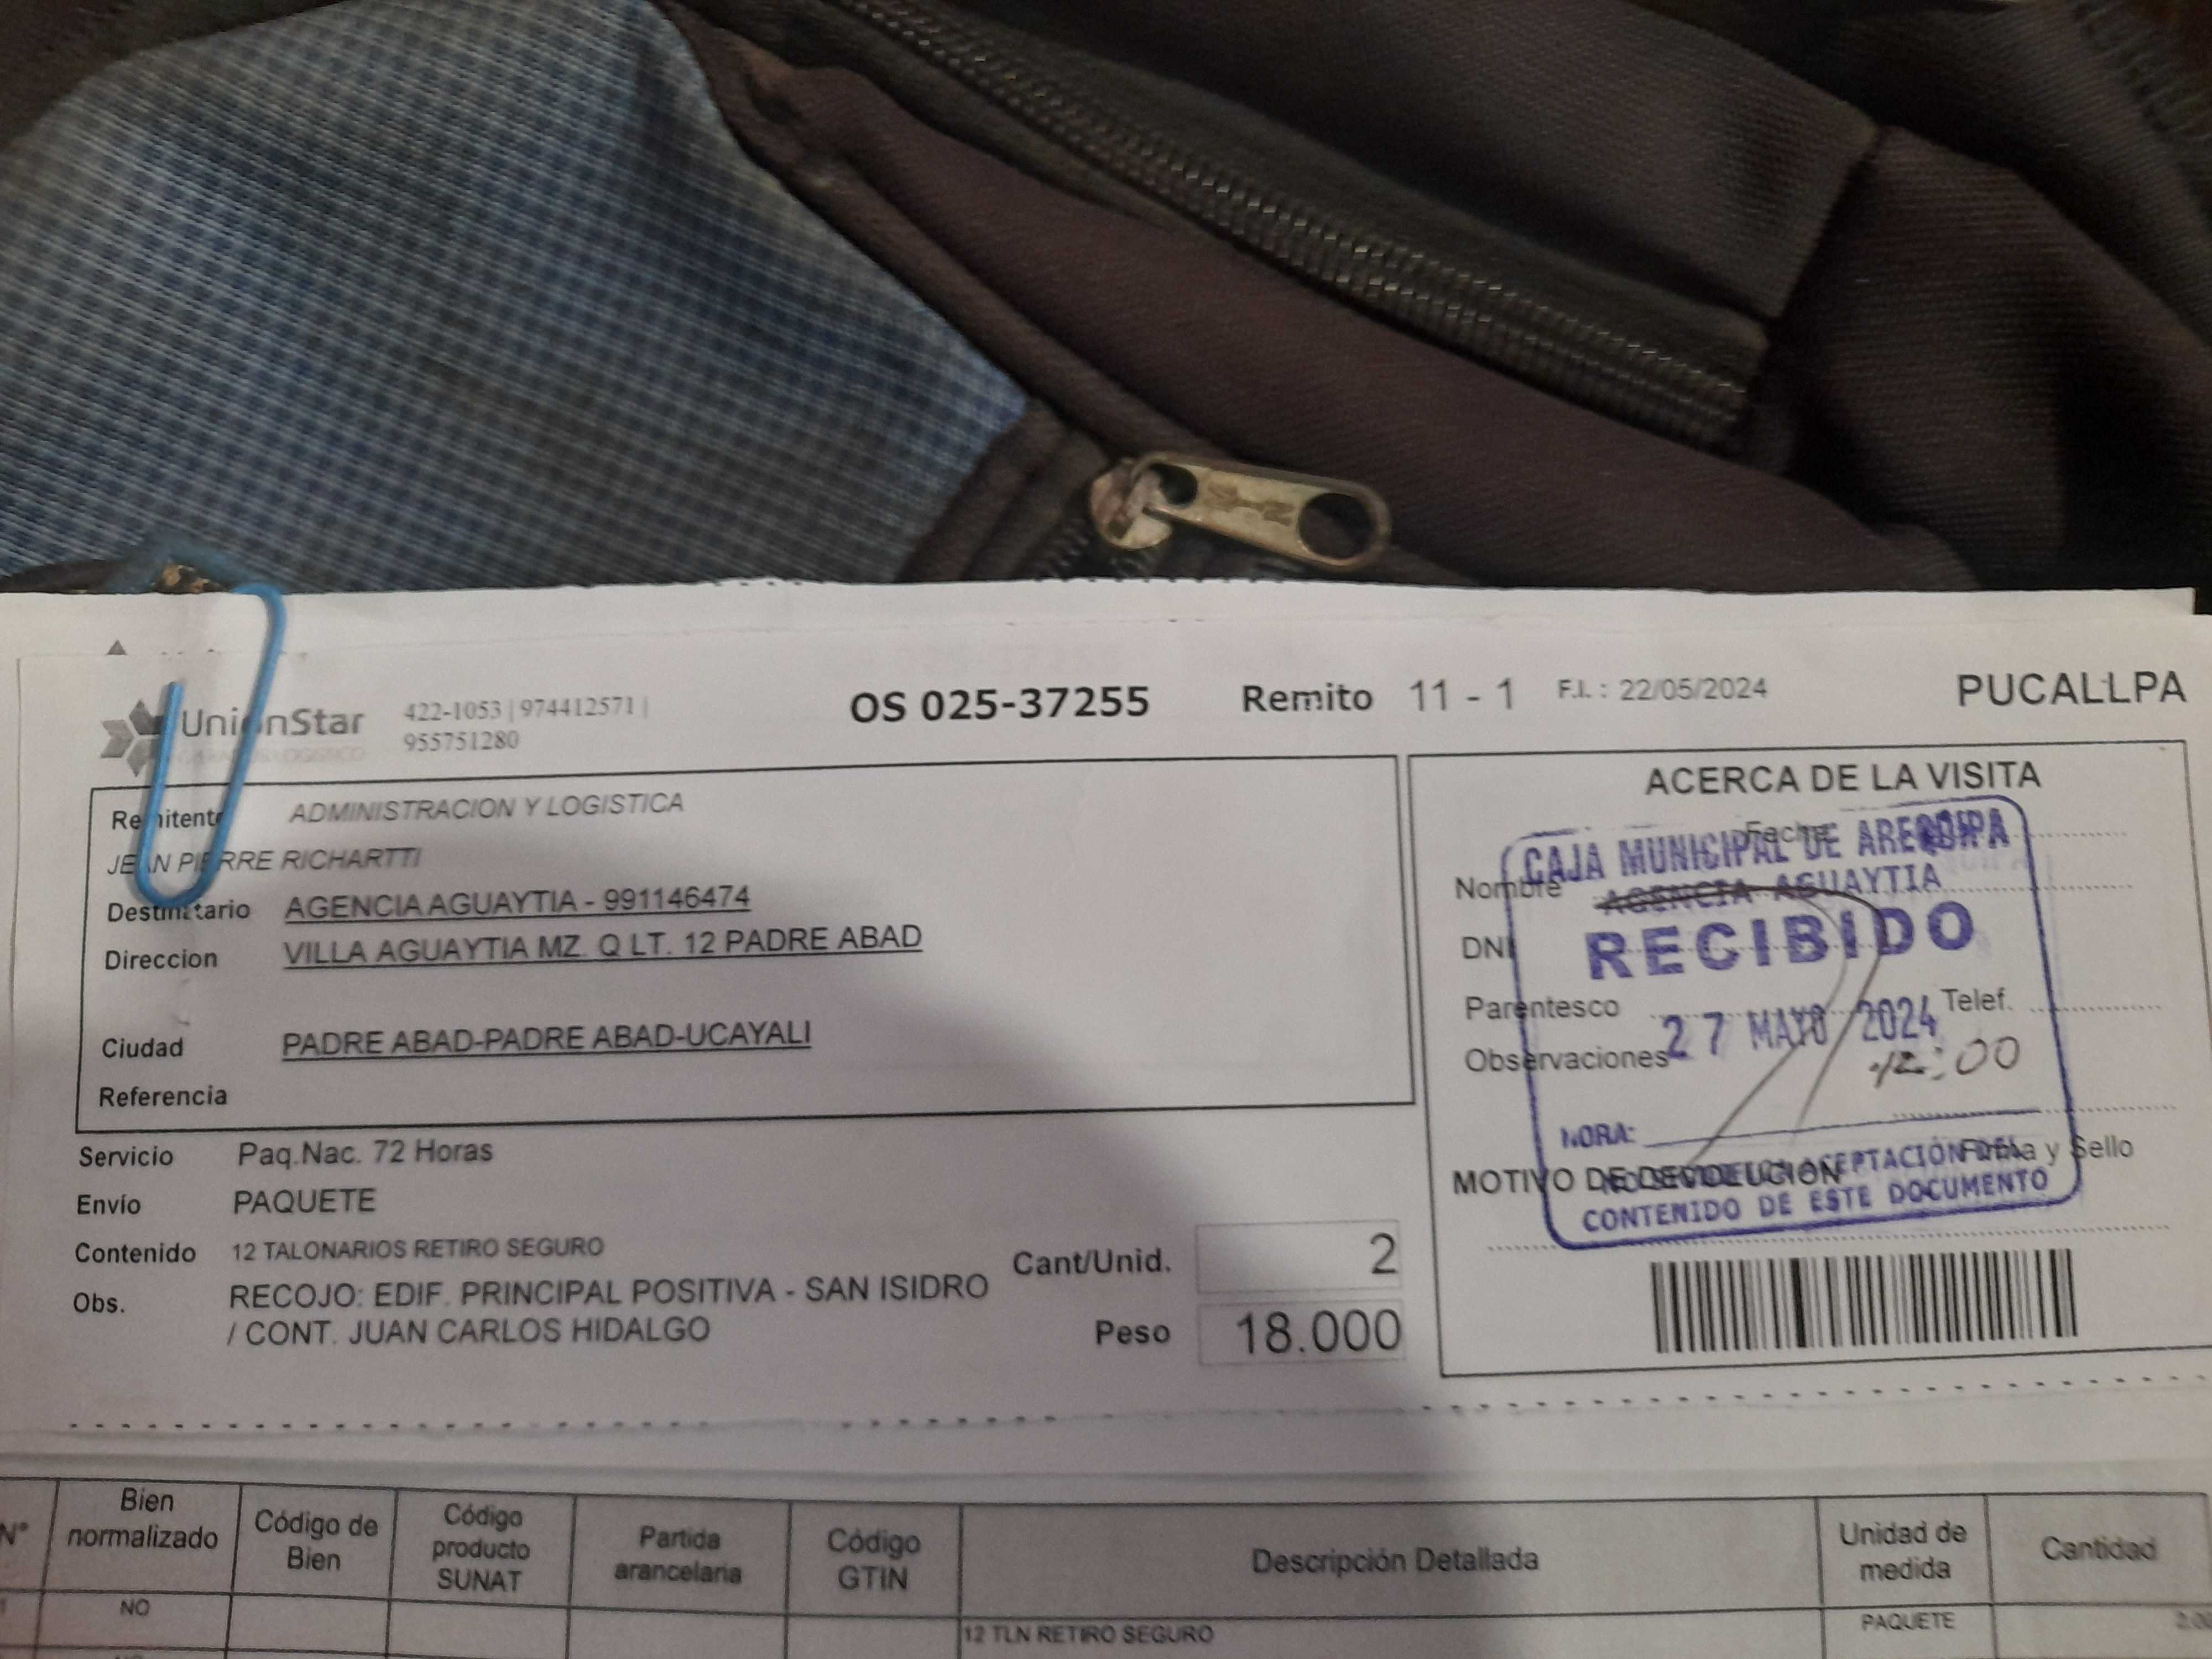 UnionStar
422-1053 | 974412571 |
955751280
OS 025-37255
Remito 11 - 1
F.I. : 22/05/2024
PUCALLPA
Remitente ADMINISTRACION Y LOGISTICA
JEAN PIERRE RICHARTTI
Destinatario AGENCIA AGUAYTIA - 991146474
Direccion VILLA AGUAYTIA MZ. Q LT. 12 PADRE ABAD
Ciudad PADRE ABAD-PADRE ABAD-UCAYALI
Referencia
Servicio Paq.Nac. 72 Horas
Envío PAQUETE
Contenido 12 TALONARIOS RETIRO SEGURO
Obs. RECOJO: EDIF. PRINCIPAL POSITIVA - SAN ISIDRO
/ CONT. JUAN CARLOS HIDALGO
Cant/Unid. 2
Peso 18.000
ACERCA DE LA VISITA
Fecha
Nombre
DNI
Parentesco
Telef.
Observaciones
Firma y Sello
MOTIVO DE DEVOLUCION
CAJA MUNICIPAL DE AREQUIPA
AGENCIA AGUAYTIA
RECIBIDO
27 MAYO 2024
12:00
HORA:
ACEPTACIÓN DEL
CONTENIDO DE ESTE DOCUMENTO
N°
Bien
normalizado
Código de
Bien
Código
producto
SUNAT
Partida
arancelaria
Código
GTIN
Descripción Detallada
Unidad de
medida
Cantidad
1
NO
12 TLN RETIRO SEGURO
PAQUETE